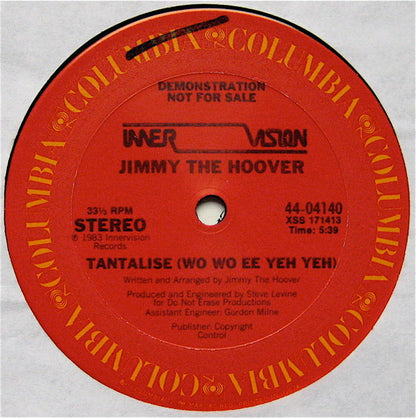 COLUMBIA COLUMBIA COLUMBIA COLUMBIA COLUMBIA COLUMBIA
DEMONSTRATION
NOT FOR SALE
INNER VISION
JIMMY THE HOOVER
33⅓ RPM
STEREO
℗ 1983 Innervision
Records
44-04140
XSS 171413
Time: 5:39
TANTALISE (WO WO EE YEH YEH)
Written and Arranged by Jimmy The Hoover
Produced and Engineered by Steve Levine
for Do Not Erase Productions
Assistant Engineer: Gordon Milne
Publisher: Copyright
Control